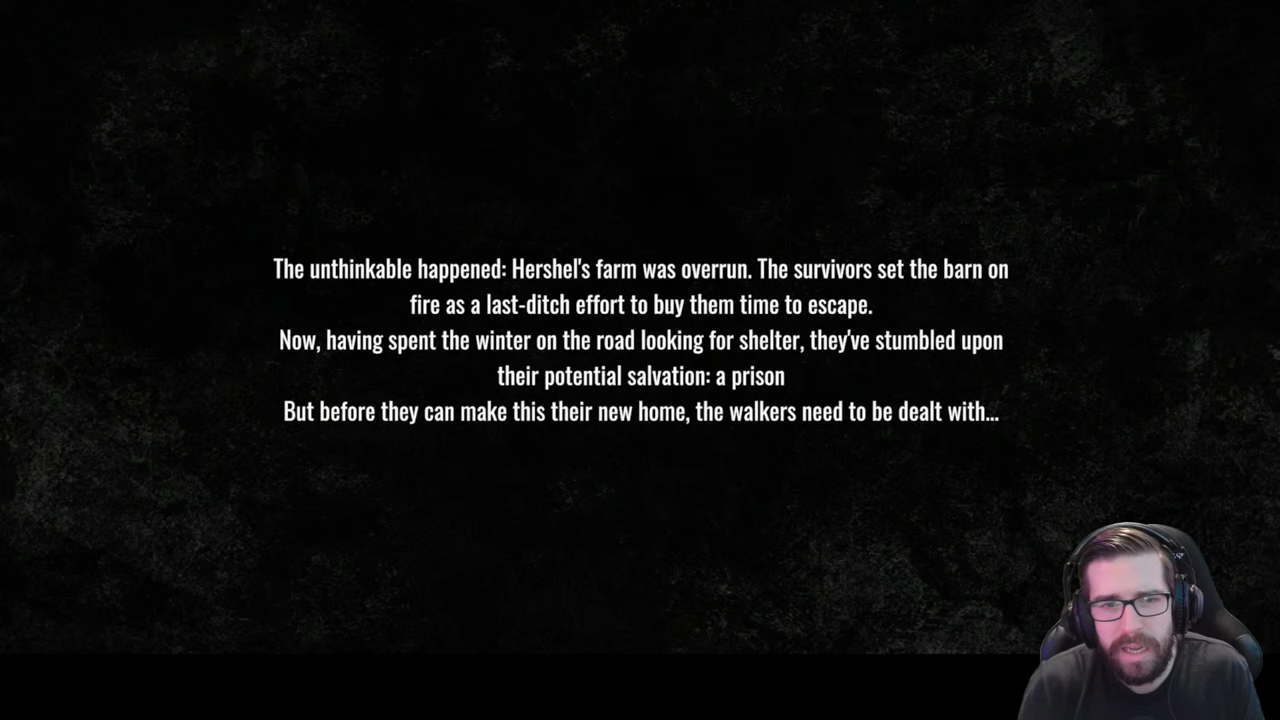 The unthinkable happened: Hershel's farm was overrun. The survivors set the barn on
fire as a last-ditch effort to buy them time to escape.
Now, having spent the winter on the road looking for shelter, they've stumbled upon
their potential salvation: a prison
But before they can make this their new home, the walkers need to be dealt with...